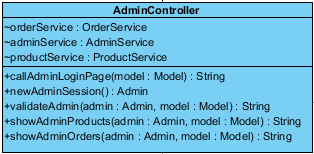 AdminController
~orderService : OrderService
~adminService : AdminService
~productService : ProductService
+callAdminLoginPage(model : Model) : String
+newAdminSession() : Admin
+validateAdmin(admin : Admin, model : Model) : String
+showAdminProducts(admin : Admin, model : Model) : String
+showAdminOrders(admin : Admin, model : Model) : String